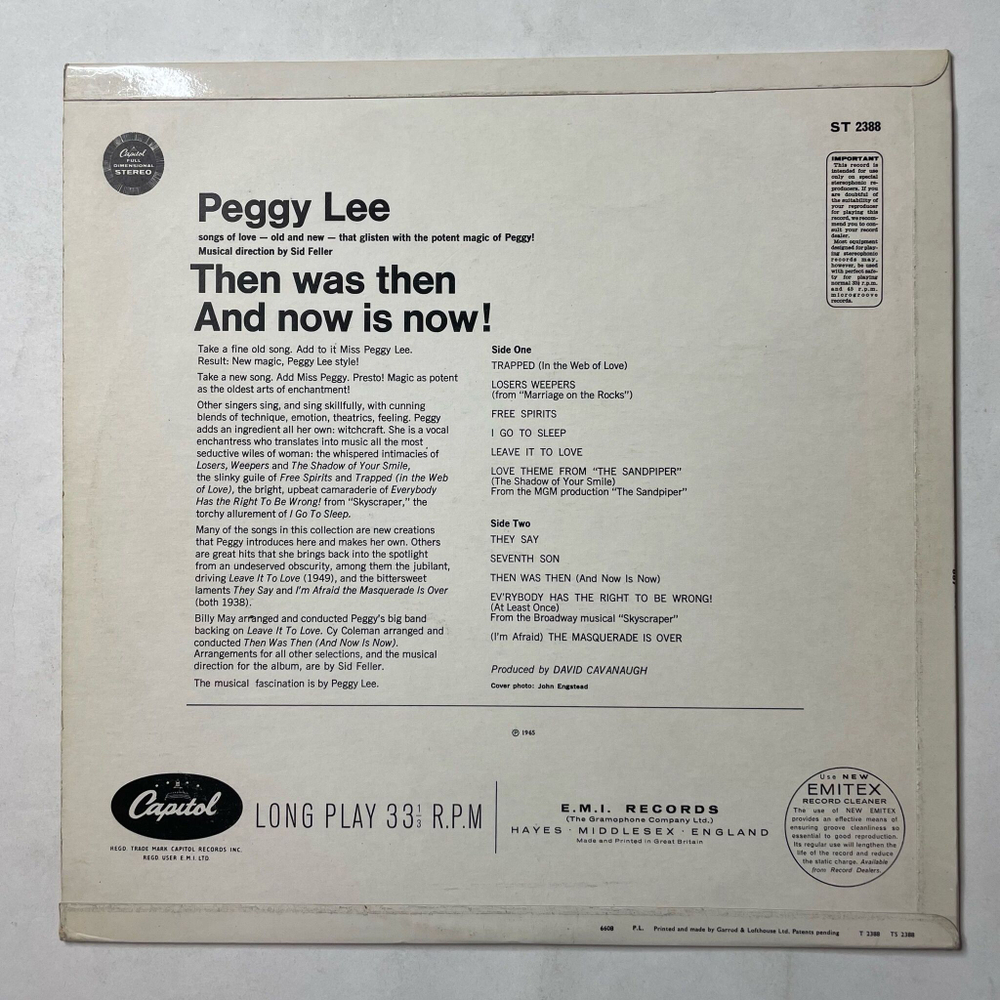 ST 2388
Capitol
FULL
DIMENSIONAL
STEREO
IMPORTANT
This record is
intended for use
only on special
stereophonic re-
producers. If you
are doubtful of
the suitability of
your reproducer
for playing this
record, we recom-
mend you to con-
sult your record
dealer.
Most equipment
designed for play-
ing stereophonic
records may,
however, be used
with perfect safe-
ty for playing
normal 33⅓ r.p.m.
and 45 r.p.m.
microgroove
records.
Peggy Lee
songs of love — old and new — that glisten with the potent magic of Peggy!
Musical direction by Sid Feller
Then was then
And now is now!
Take a fine old song. Add to it Miss Peggy Lee.
Result: New magic, Peggy Lee style!
Take a new song. Add Miss Peggy. Presto! Magic as potent
as the oldest arts of enchantment!
Other singers sing, and sing skillfully, with cunning
blends of technique, emotion, theatrics, feeling. Peggy
adds an ingredient all her own: witchcraft. She is a vocal
enchantress who translates into music all the most
seductive wiles of woman: the whispered intimacies of
Losers, Weepers and The Shadow of Your Smile,
the slinky guile of Free Spirits and Trapped (in the Web
of Love), the bright, upbeat camaraderie of Everybody
Has the Right To Be Wrong! from "Skyscraper," the
torchy allurement of I Go To Sleep.
Many of the songs in this collection are new creations
that Peggy introduces here and makes her own. Others
are great hits that she brings back into the spotlight
from an undeserved obscurity, among them the jubilant,
driving Leave It To Love (1949), and the bittersweet
laments They Say and I'm Afraid the Masquerade Is Over
(both 1938).
Billy May arranged and conducted Peggy's big band
backing on Leave It To Love. Cy Coleman arranged and
conducted Then Was Then (And Now Is Now).
Arrangements for all other selections, and the musical
direction for the album, are by Sid Feller.
The musical fascination is by Peggy Lee.
Side One
TRAPPED (In the Web of Love)
LOSERS WEEPERS
(from "Marriage on the Rocks")
FREE SPIRITS
I GO TO SLEEP
LEAVE IT TO LOVE
LOVE THEME FROM "THE SANDPIPER"
(The Shadow of Your Smile)
From the MGM production "The Sandpiper"
Side Two
THEY SAY
SEVENTH SON
THEN WAS THEN (And Now Is Now)
EV'RYBODY HAS THE RIGHT TO BE WRONG!
(At Least Once)
From the Broadway musical "Skyscraper"
(I'm Afraid) THE MASQUERADE IS OVER
Produced by DAVID CAVANAUGH
Cover photo: John Engstead
℗ 1965
Capitol
REGD. TRADE MARK CAPITOL RECORDS INC.
REGD. USER E.M.I. LTD
LONG PLAY 33⅓ R.P.M
E.M.I. RECORDS
(The Gramophone Company Ltd.)
HAYES · MIDDLESEX · ENGLAND
Made and Printed in Great Britain
Use NEW
EMITEX
RECORD CLEANER
The use of NEW EMITEX
provides an effective means of
ensuring groove cleanliness so
essential to good reproduction.
Its regular use will lengthen the
life of the record and reduce
the static charge. Available
from Record Dealers.
6608 P.L. Printed and made by Garrod & Lofthouse Ltd. Patents pending T 2388 TS 2388